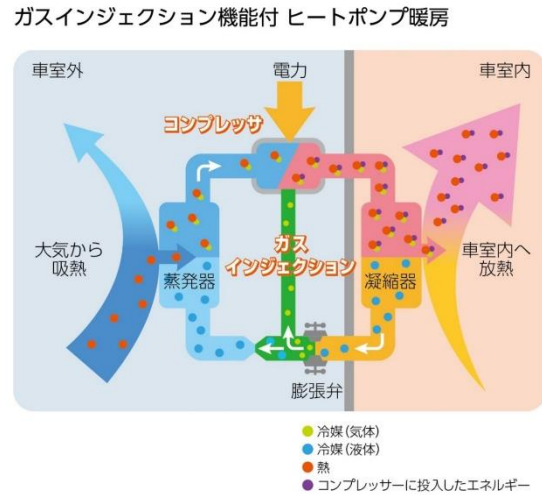 ガスインジェクション機能付 ヒートポンプ暖房
車室外
電力
車室内
コンプレッサ
大気から
吸熱
蒸発器
ガス
インジェクション
凝縮器
車室内へ
放熱
膨張弁
冷媒(気体)
冷媒(液体)
熱
コンプレッサーに投入したエネルギー